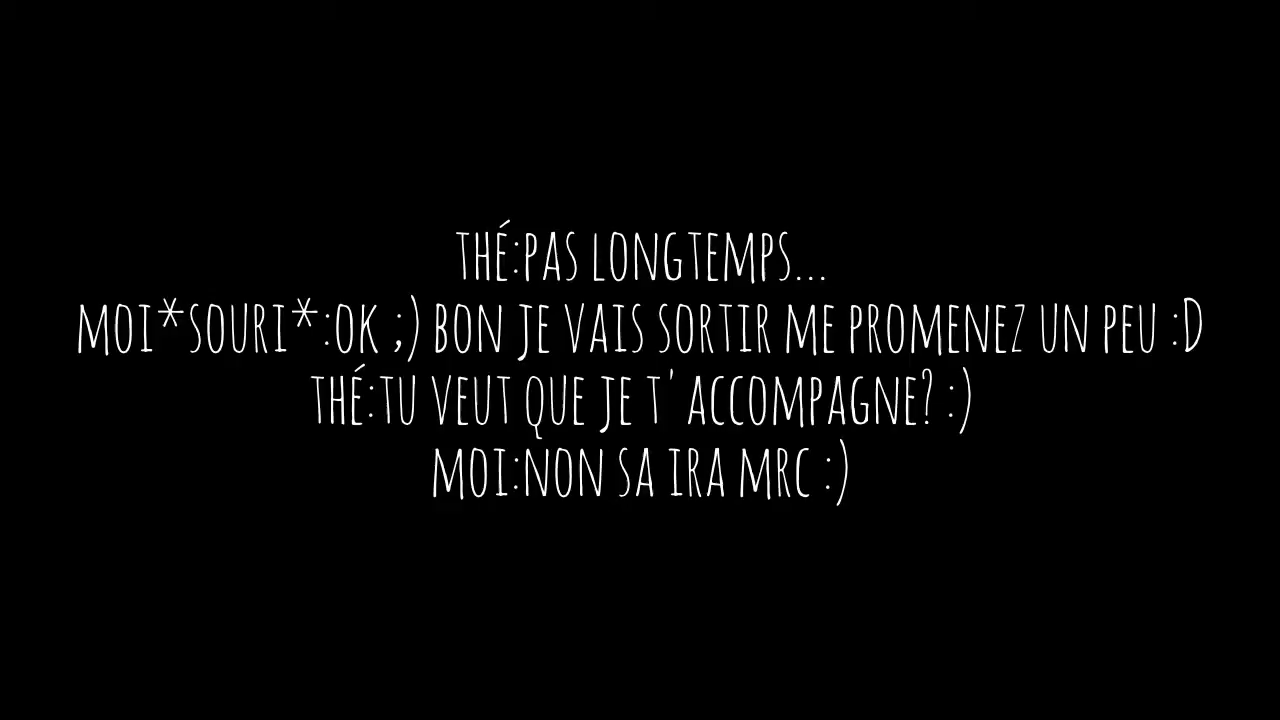 THÉ:PAS LONGTEMPS...
MOI*SOURI*:OK ;) BON JE VAIS SORTIR ME PROMENEZ UN PEU :D
THÉ:TU VEUT QUE JE T'ACCOMPAGNE? :)
MOI:NON SA IRA MRC :)